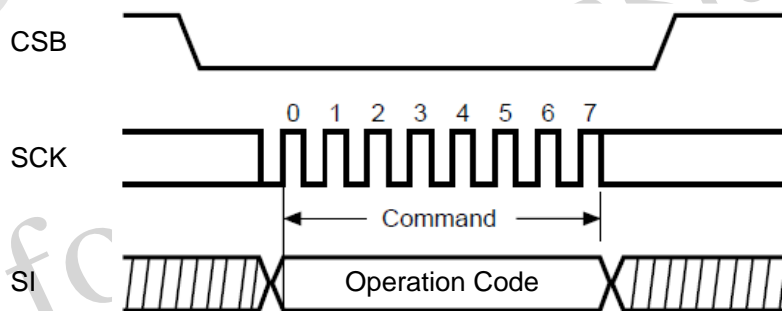 CSB
0 1 2 3 4 5 6 7
SCK
Command
SI
Operation Code